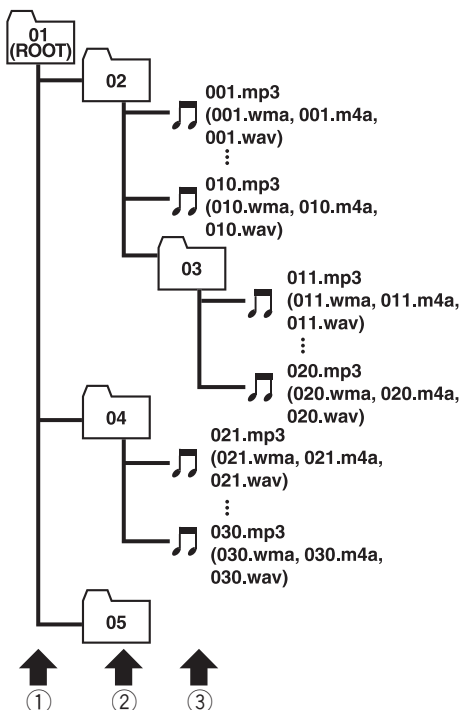 01
(ROOT)
02
001.mp3
(001.wma, 001.m4a,
001.wav)
010.mp3
(010.wma, 010.m4a,
010.wav)
03
011.mp3
(011.wma, 011.m4a,
011.wav)
020.mp3
(020.wma, 020.m4a,
020.wav)
04
021.mp3
(021.wma, 021.m4a,
021.wav)
030.mp3
(030.wma, 030.m4a,
030.wav)
05
① ② ③